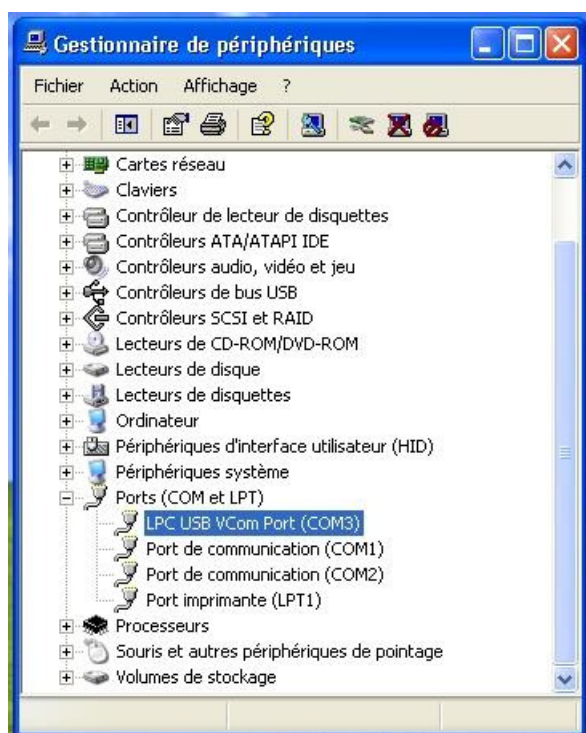 Gestionnaire de périphériques
Fichier Action Affichage ?
Cartes réseau
Claviers
Contrôleur de lecteur de disquettes
Contrôleurs ATA/ATAPI IDE
Contrôleurs audio, vidéo et jeu
Contrôleurs de bus USB
Contrôleurs SCSI et RAID
Lecteurs de CD-ROM/DVD-ROM
Lecteurs de disque
Lecteurs de disquettes
Ordinateur
Périphériques d'interface utilisateur (HID)
Périphériques système
Ports (COM et LPT)
LPC USB VCom Port (COM3)
Port de communication (COM1)
Port de communication (COM2)
Port imprimante (LPT1)
Processeurs
Souris et autres périphériques de pointage
Volumes de stockage